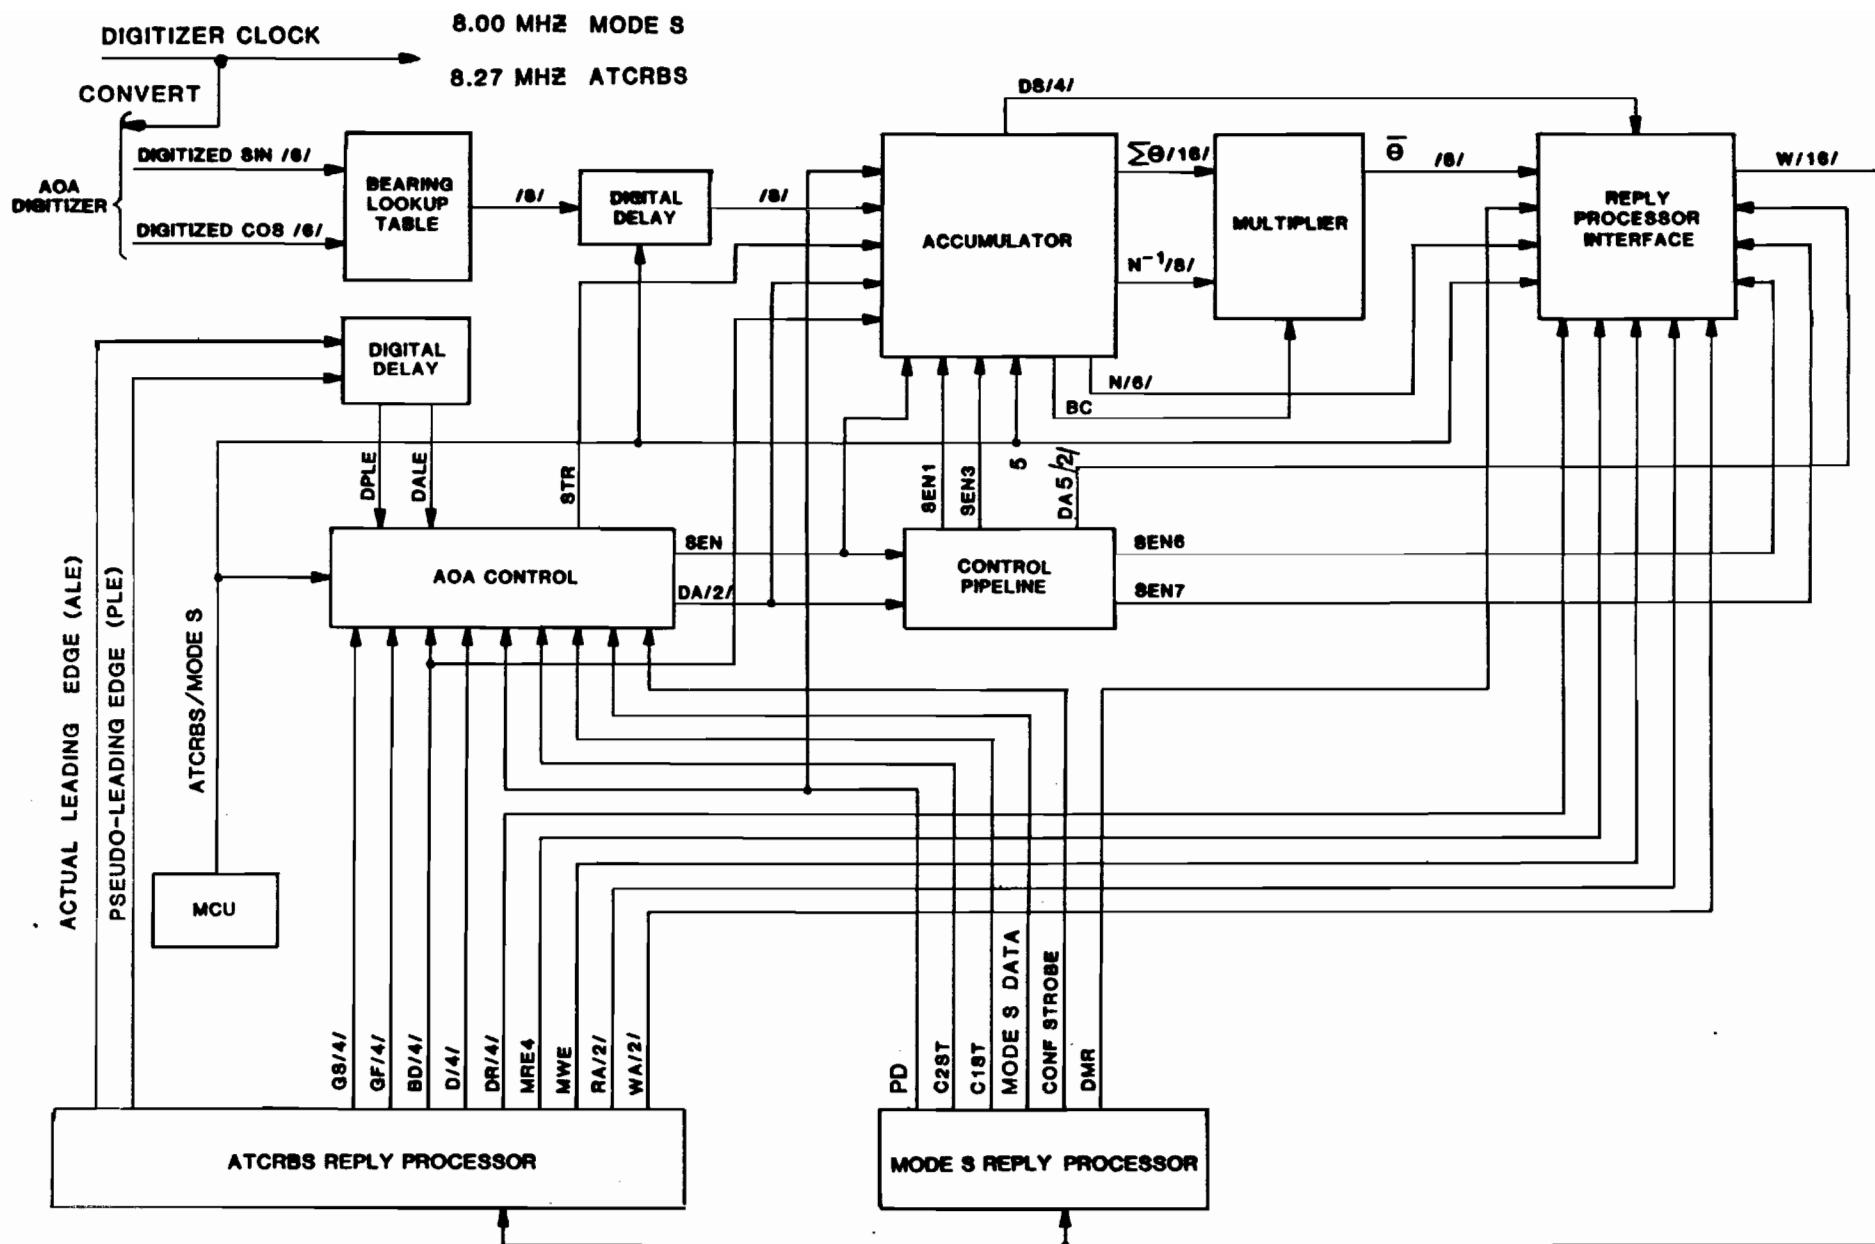 DIGITIZER CLOCK
8.00 MHZ MODE S
8.27 MHZ ATCRBS
CONVERT
AOA
DIGITIZER
DIGITIZED SIN /6/
DIGITIZED COS /6/
BEARING
LOOKUP
TABLE
/8/
DIGITAL
DELAY
/8/
ACCUMULATOR
DS/4/
ΣΘ/16/
N⁻¹/8/
MULTIPLIER
Θ̅ /8/
REPLY
PROCESSOR
INTERFACE
W/16/
DIGITAL
DELAY
N/6/
BC
DPLE
DALE
STR
SEN1
SEN3
5
DA5/2/
AOA CONTROL
SEN
DA/2/
CONTROL
PIPELINE
SEN6
SEN7
ACTUAL LEADING EDGE (ALE)
PSEUDO-LEADING EDGE (PLE)
ATCRBS/MODE S
MCU
GS/4/
GF/4/
BD/4/
D/4/
DR/4/
MRE4
MWE
RA/2/
WA/2/
PD
C2ST
C1ST
MODE S DATA
CONF STROBE
DMR
ATCRBS REPLY PROCESSOR
MODE S REPLY PROCESSOR